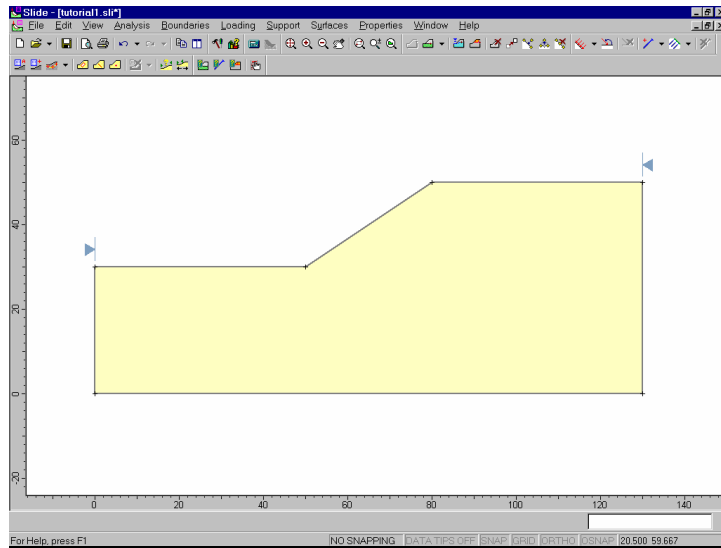 Slide - [tutorial1.sli*]
File Edit View Analysis Boundaries Loading Support Surfaces Properties Window Help
60
40
20
0
-20
0 20 40 60 80 100 120 140
For Help, press F1 NO SNAPPING DATA TIPS OFF SNAP GRID ORTHO OSNAP 20.500 59.667